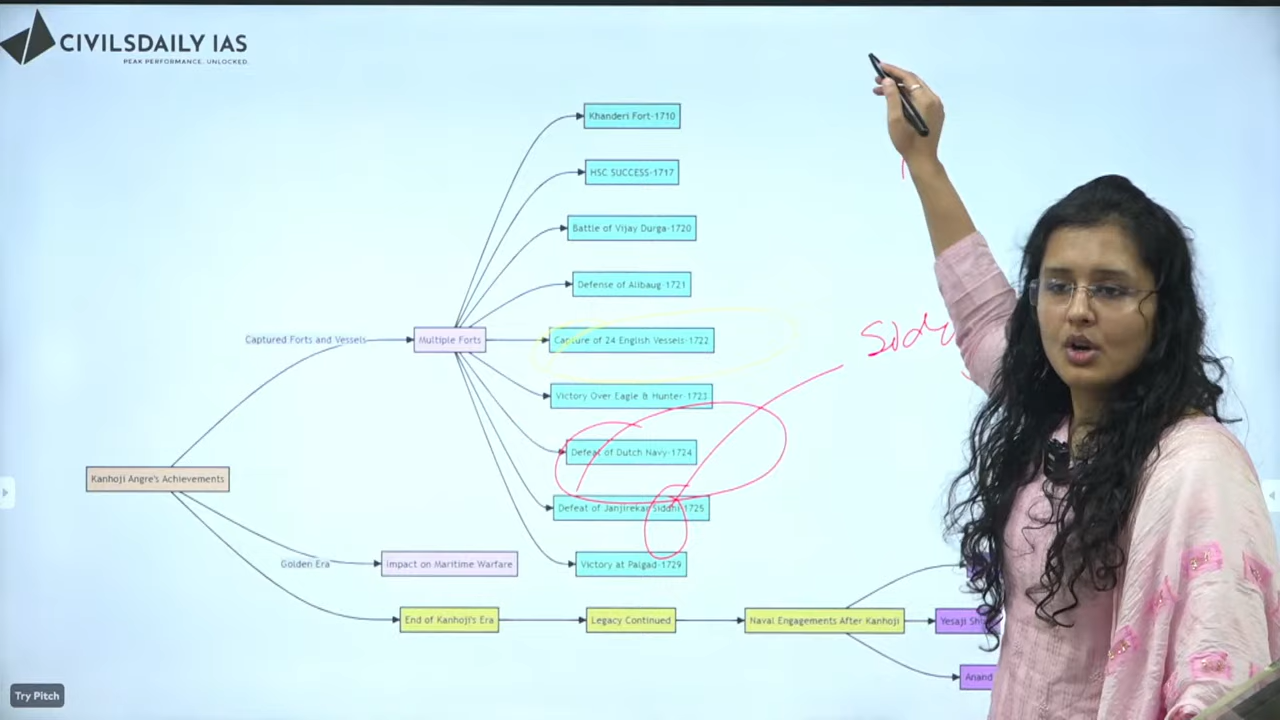 CIVILSDAILY IAS
PEAK PERFORMANCE. UNLOCKED.
Khanderi Fort-1710
HSC SUCCESS-1717
Battle of Vijay Durga-1720
Defense of Alibaug-1721
Captured Forts and Vessels
Multiple Forts
Capture of 24 English Vessels-1722
Victory Over Eagle & Hunter-1723
Defeat of Dutch Navy-1724
Kanhoji Angre's Achievements
Defeat of Janjirekar Siddhi-1725
Golden Era
Impact on Maritime Warfare
Victory at Palgad-1729
End of Kanhoji's Era
Legacy Continued
Naval Engagements After Kanhoji
Yesaji
Anand
Try Pitch